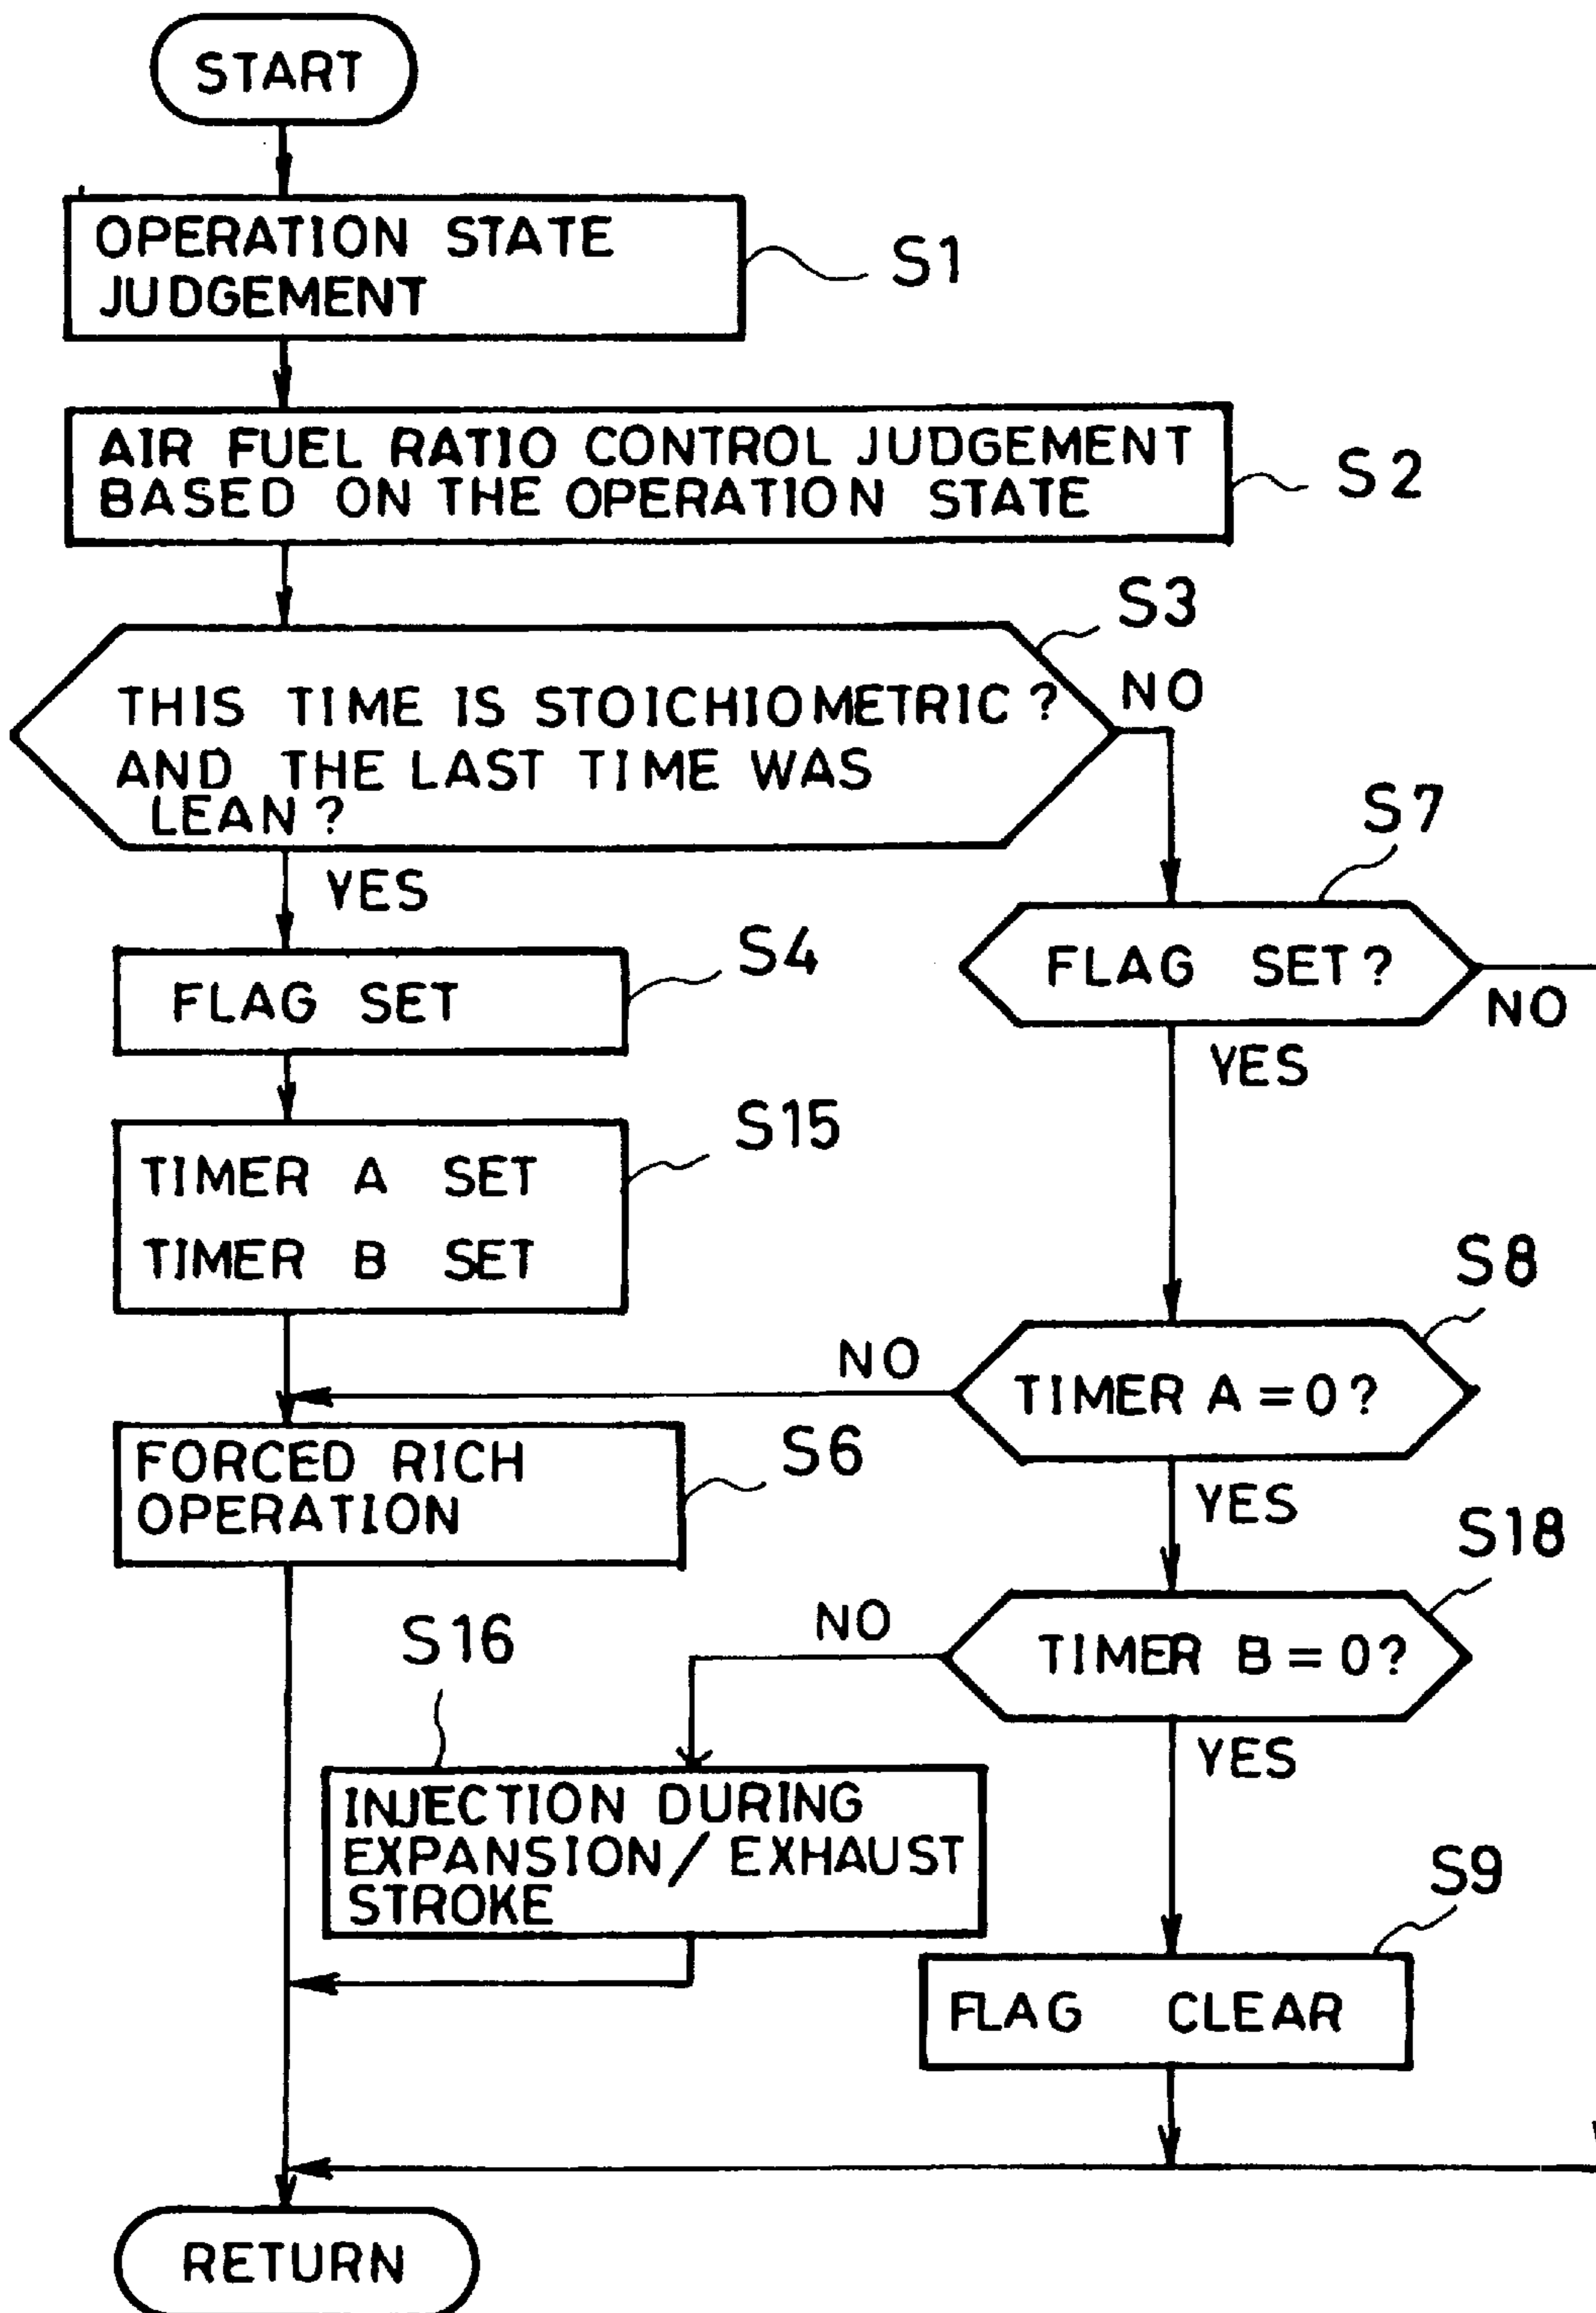 START
OPERATION STATE
JUDGEMENT
S1
AIR FUEL RATIO CONTROL JUDGEMENT
BASED ON THE OPERATION STATE
S2
S3
THIS TIME IS STOICHIOMETRIC?
AND THE LAST TIME WAS
LEAN?
NO
YES
S7
FLAG SET?
NO
YES
S4
FLAG SET
S15
TIMER A SET
TIMER B SET
S8
TIMER A=0?
NO
YES
S6
FORCED RICH
OPERATION
S18
TIMER B=0?
NO
YES
S16
INJECTION DURING
EXPANSION/EXHAUST
STROKE
S9
FLAG CLEAR
RETURN